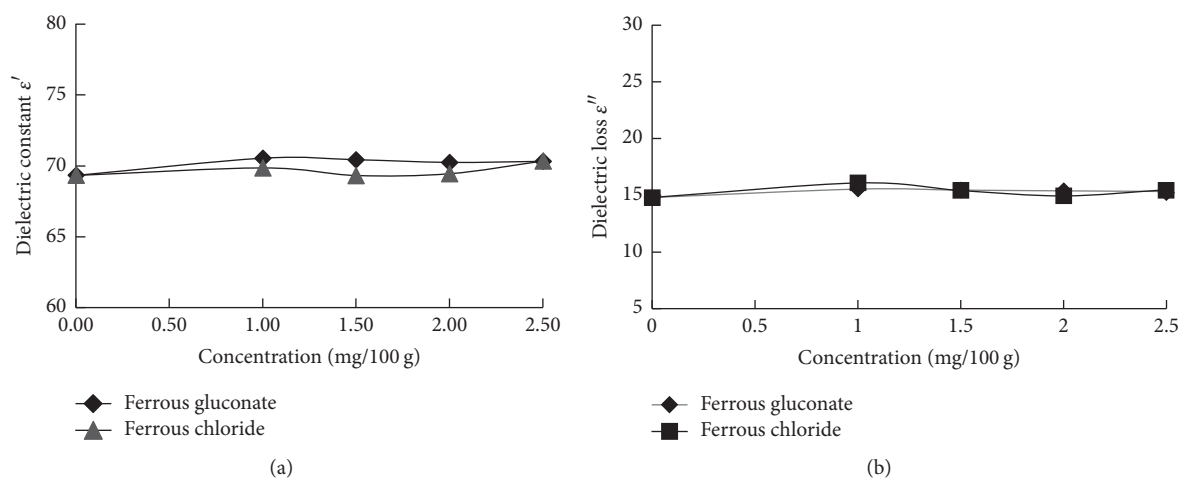 80
75
70
65
60
Dielectric constant ε′
0.00 0.50 1.00 1.50 2.00 2.50
Concentration (mg/100 g)
Ferrous gluconate
Ferrous chloride
(a)
30
25
20
15
10
5
Dielectric loss ε″
0 0.5 1 1.5 2 2.5
Concentration (mg/100 g)
Ferrous gluconate
Ferrous chloride
(b)